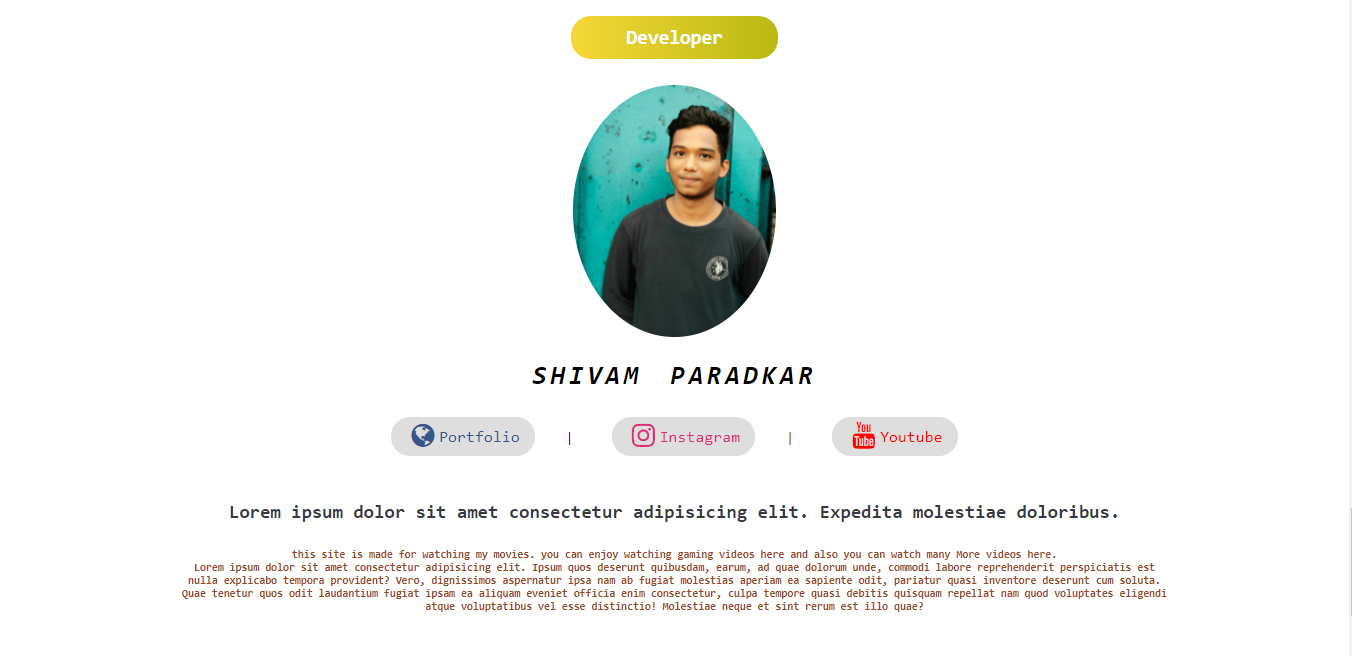 Developer
SHIVAM PARADKAR
Portfolio | Instagram | You Tube Youtube
Lorem ipsum dolor sit amet consectetur adipisicing elit. Expedita molestiae doloribus.
this site is made for watching my movies. you can enjoy watching gaming videos here and also you can watch many More videos here.
Lorem ipsum dolor sit amet consectetur adipisicing elit. Ipsum quos deserunt quibusdam, earum, ad quae dolorum unde, commodi labore reprehenderit perspiciatis est
nulla explicabo tempora provident? Vero, dignissimos aspernatur ipsa nam ab fugiat molestias aperiam ea sapiente odit, pariatur quasi inventore deserunt cum soluta.
Quae tenetur quos odit laudantium fugiat ipsam ea aliquam eveniet officia enim consectetur, culpa tempore quasi debitis quisquam repellat nam quod voluptates eligendi
atque voluptatibus vel esse distinctio! Molestiae neque et sint rerum est illo quae?